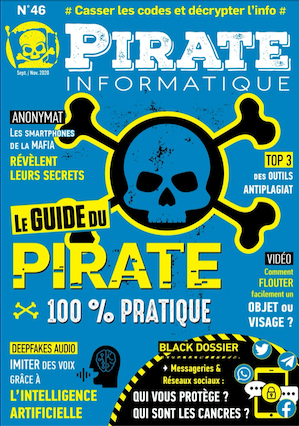 N°46
# Casser les codes et décrypter l'info #
Sept. / Nov. 2020
PIRATE
INFORMATIQUE
ANONYMAT
LES SMARTPHONES
DE LA MAFIA
RÉVÈLENT
LEURS SECRETS
TOP 3
DES OUTILS
ANTIPLAGIAT
LE GUIDE DU
PIRATE
100 % PRATIQUE
VIDÉO
Comment
FLOUTER
facilement un
OBJET OU
VISAGE ?
DEEPFAKES AUDIO
IMITER DES VOIX
GRÂCE À
L'INTELLIGENCE
ARTIFICIELLE
BLACK DOSSIER
+ Messageries &
Réseaux sociaux :
QUI VOUS PROTÈGE ?
QUI SONT LES CANCRES ?